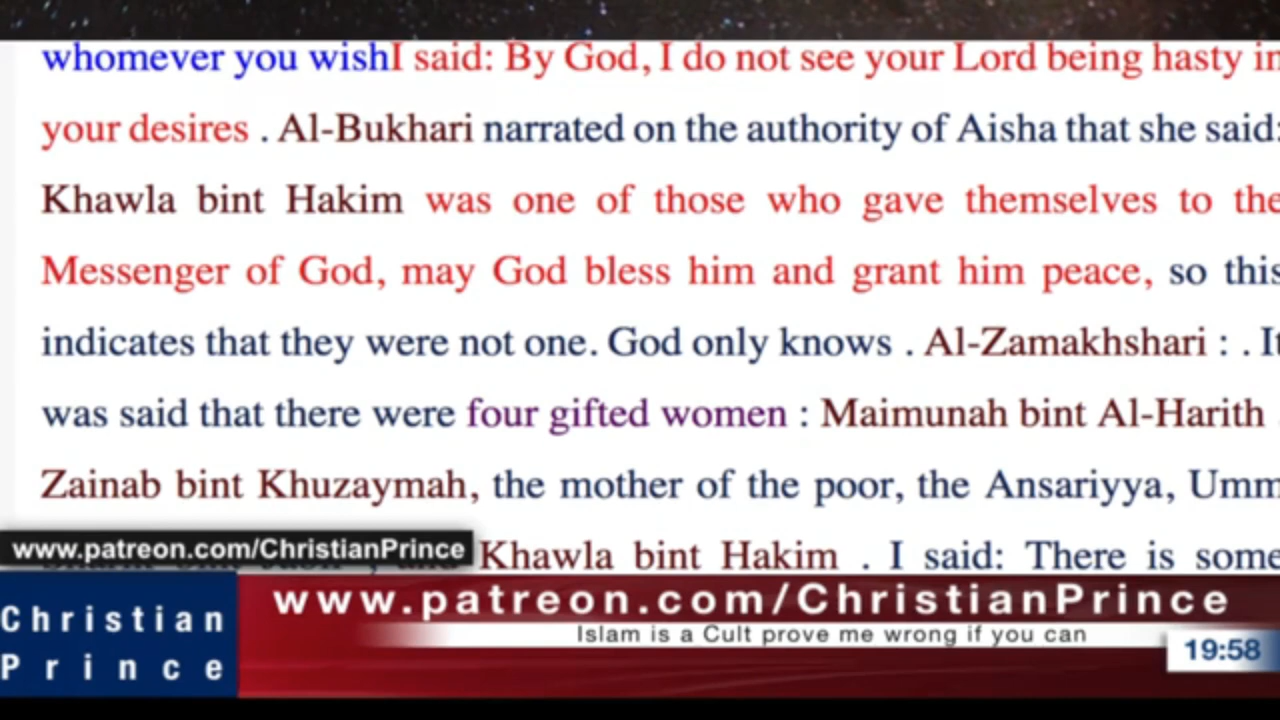 whomever you wishI said: By God, I do not see your Lord being hasty in
your desires . Al-Bukhari narrated on the authority of Aisha that she said:
Khawla bint Hakim was one of those who gave themselves to the
Messenger of God, may God bless him and grant him peace, so this
indicates that they were not one. God only knows . Al-Zamakhshari : . It
was said that there were four gifted women : Maimunah bint Al-Harith
Zainab bint Khuzaymah, the mother of the poor, the Ansariyya, Umm
Khawla bint Hakim . I said: There is some
www.patreon.com/ChristianPrince
www.patreon.com/ChristianPrince
Islam is a Cult prove me wrong if you can
Christian
Prince
19:58